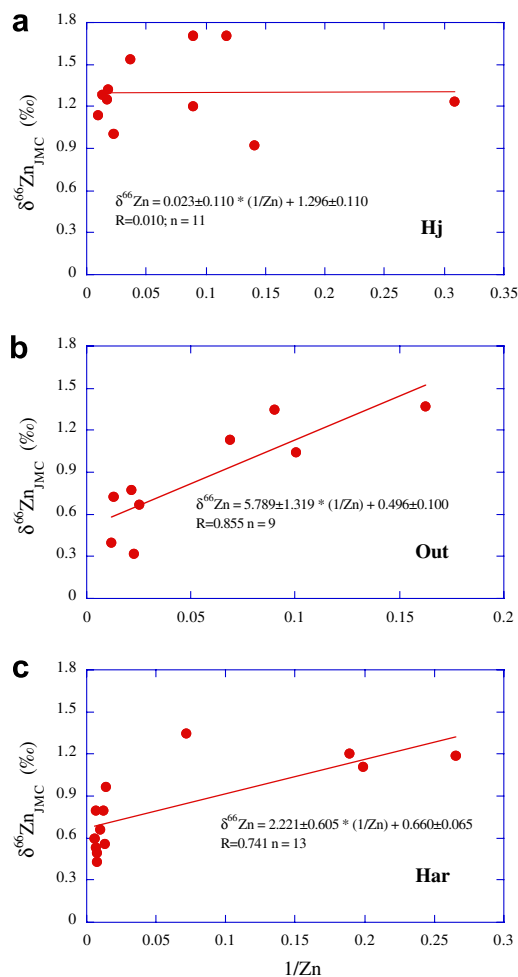 a
1.8
1.5
1.2
0.9
0.6
0.3
0
δ⁶⁶Zn_JMC (‰)
δ⁶⁶Zn = 0.023±0.110 * (1/Zn) + 1.296±0.110
R=0.010; n = 11
Hj
0 0.05 0.1 0.15 0.2 0.25 0.3 0.35
b
1.8
1.5
1.2
0.9
0.6
0.3
0
δ⁶⁶Zn_JMC (‰)
δ⁶⁶Zn = 5.789±1.319 * (1/Zn) + 0.496±0.100
R=0.855 n = 9
Out
0 0.05 0.1 0.15 0.2
c
1.8
1.5
1.2
0.9
0.6
0.3
0
δ⁶⁶Zn_JMC (‰)
δ⁶⁶Zn = 2.221±0.605 * (1/Zn) + 0.660±0.065
R=0.741 n = 13
Har
0 0.05 0.1 0.15 0.2 0.25 0.3
1/Zn